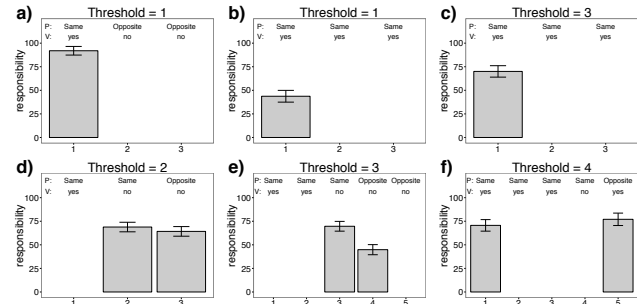 a) Threshold = 1
P: Same Opposite Opposite
V: yes no no
responsibility
100
75
50
25
0
1 2 3
b) Threshold = 1
P: Same Same Same
V: yes yes yes
responsibility
100
75
50
25
0
1 2 3
c) Threshold = 3
P: Same Same Same
V: yes yes yes
responsibility
100
75
50
25
0
1 2 3
d) Threshold = 2
P: Same Same Opposite
V: yes no no
responsibility
100
75
50
25
0
1 2 3
e) Threshold = 3
P: Same Same Same Opposite Opposite
V: yes yes no no no
responsibility
100
75
50
25
0
1 2 3 4 5
f) Threshold = 4
P: Same Same Same Same Opposite
V: yes yes yes no yes
responsibility
100
75
50
25
0
1 2 3 4 5